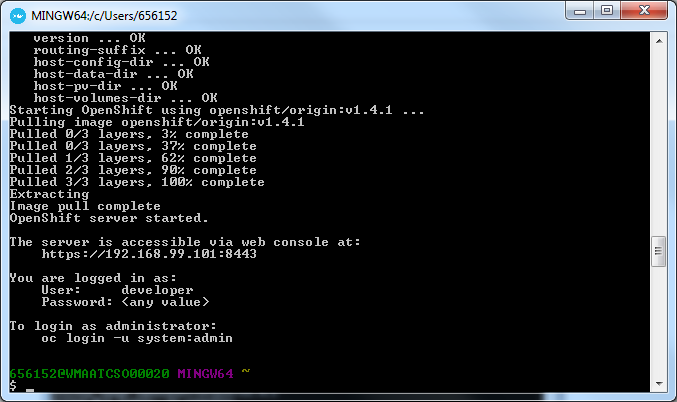 MINGW64:/c/Users/656152
version ... OK
routing-suffix ... OK
host-config-dir ... OK
host-data-dir ... OK
host-pv-dir ... OK
host-volumes-dir ... OK
Starting OpenShift using openshift/origin:v1.4.1 ...
Pulling image openshift/origin:v1.4.1
Pulled 0/3 layers, 3% complete
Pulled 0/3 layers, 37% complete
Pulled 1/3 layers, 62% complete
Pulled 2/3 layers, 90% complete
Pulled 3/3 layers, 100% complete
Extracting
Image pull complete
OpenShift server started.
The server is accessible via web console at:
https://192.168.99.101:8443
You are logged in as:
User: developer
Password: <any value>
To login as administrator:
oc login -u system:admin
656152@WMAATCSO00020 MINGW64 ~
$ _